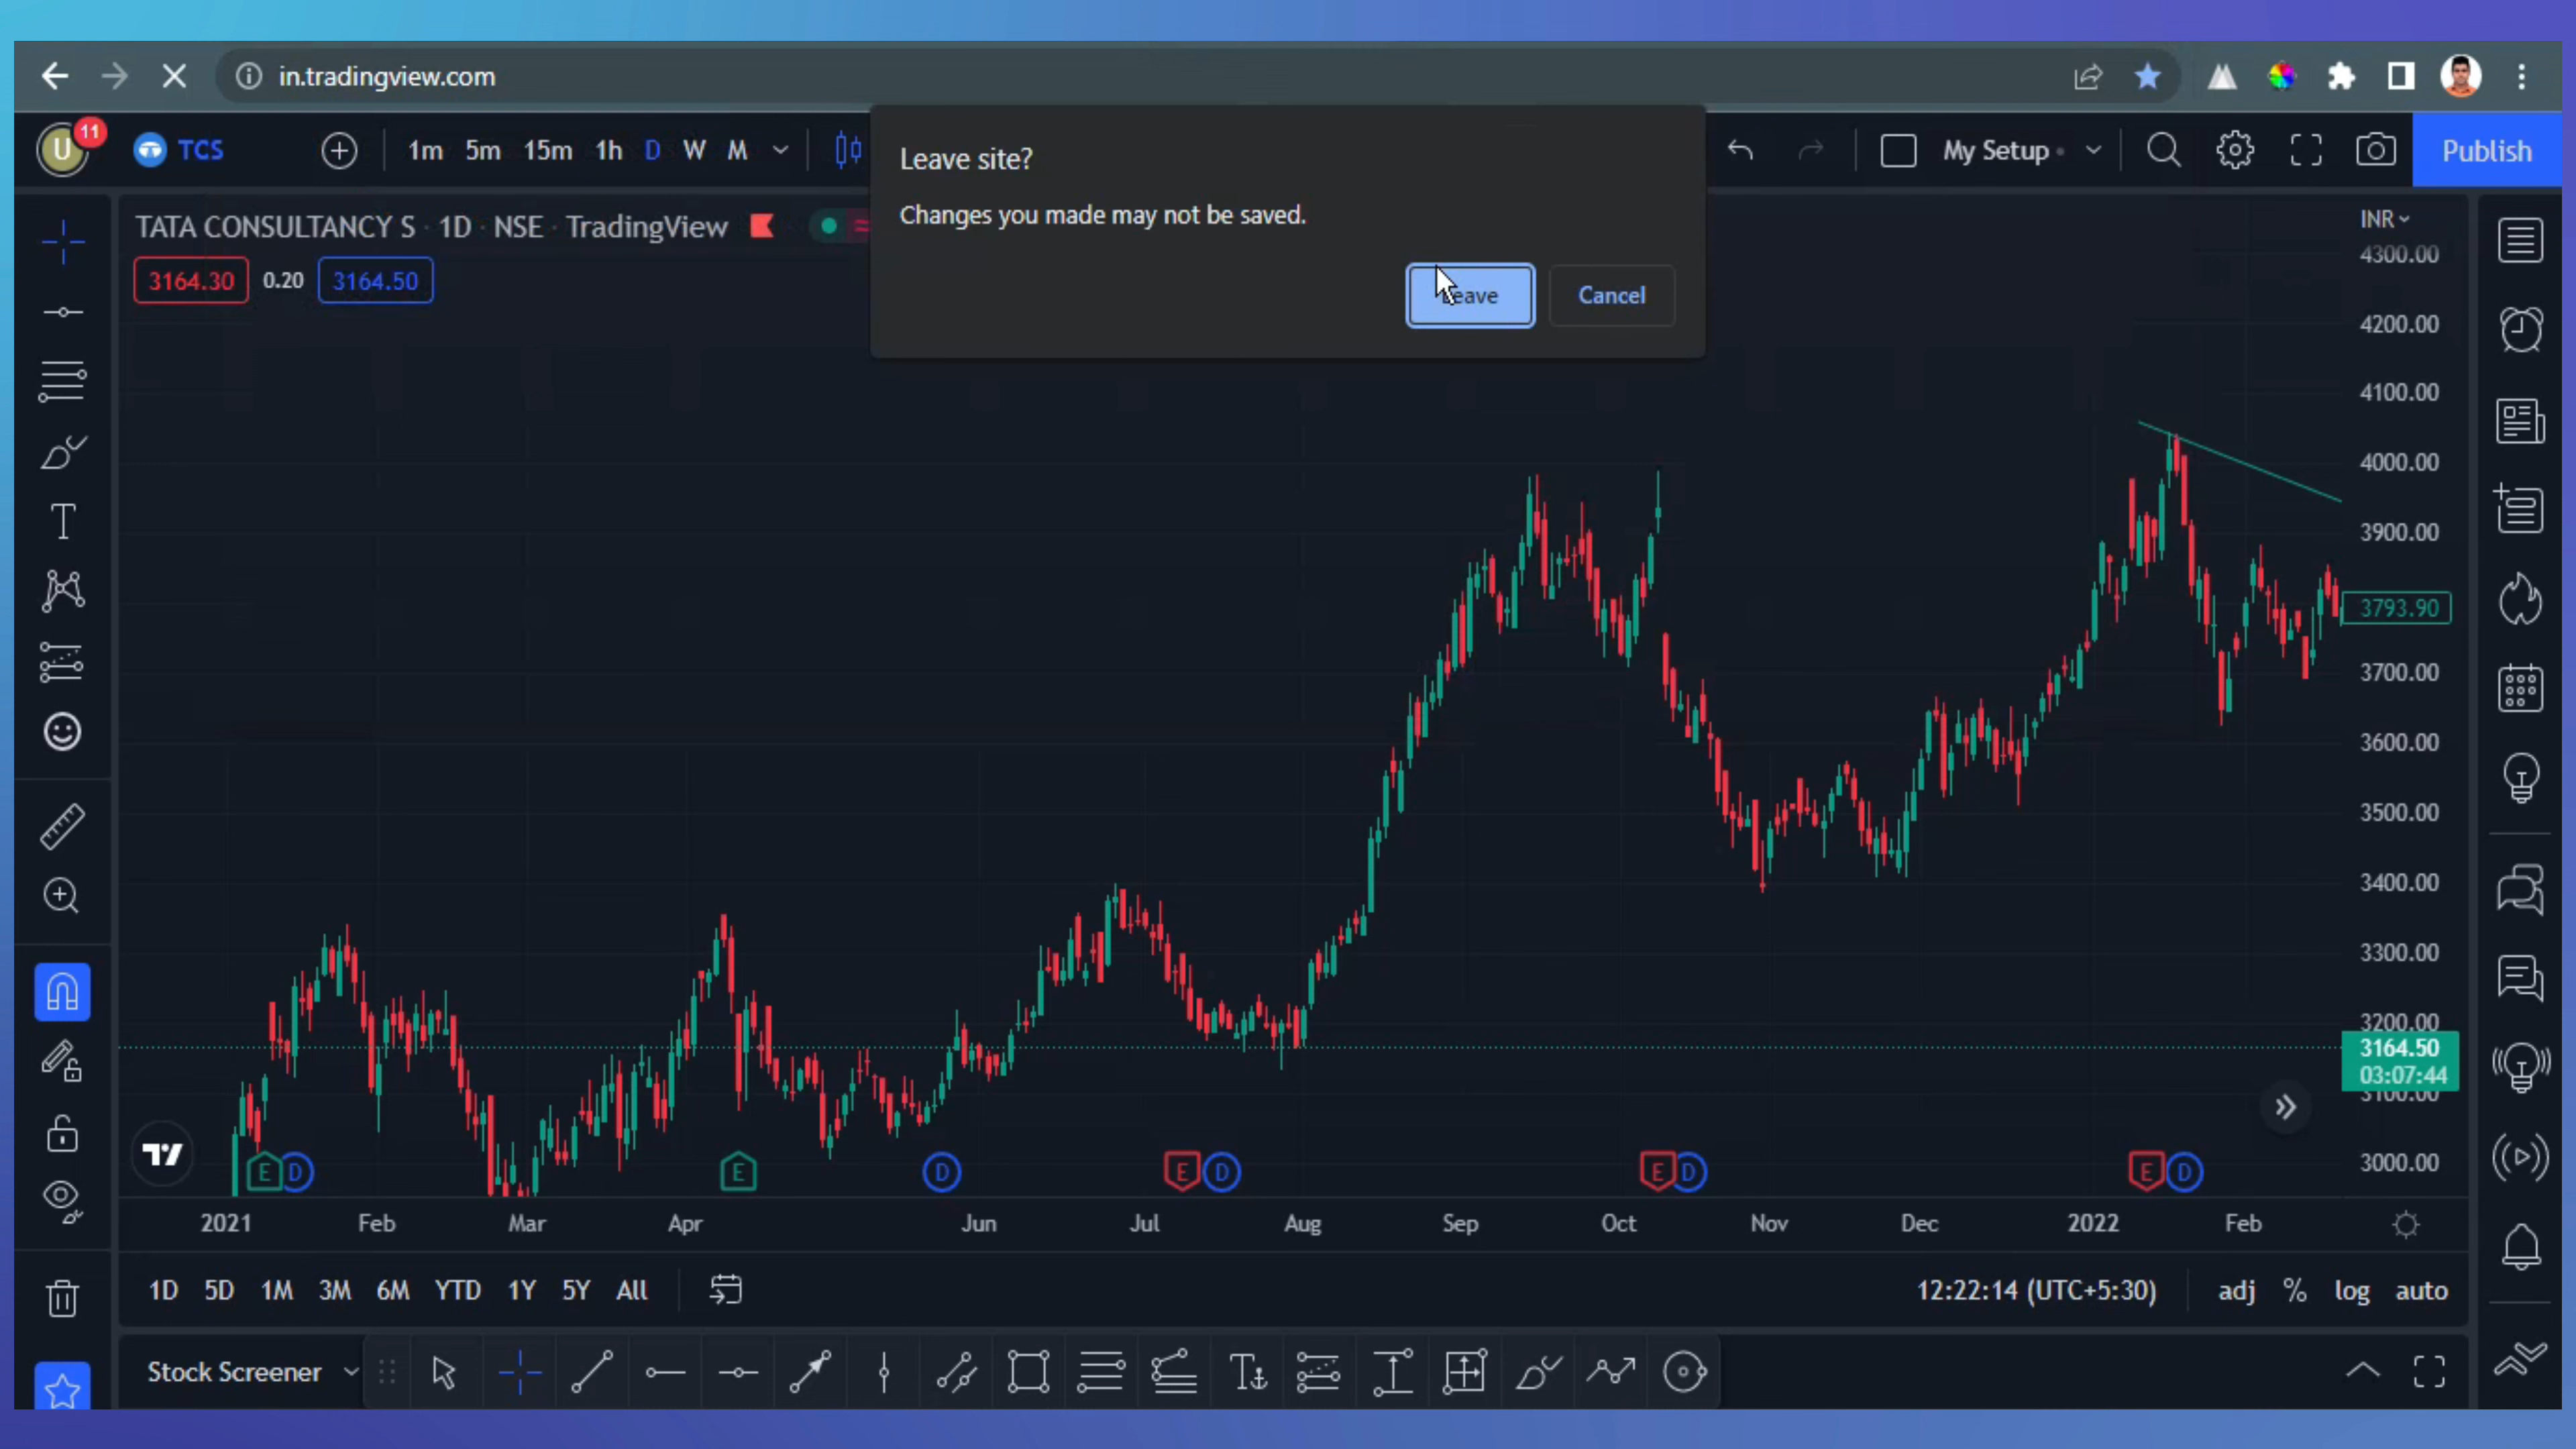 in.tradingview.com
U
11
TCS
1m 5m 15m 1h D W M
My Setup
Publish
Leave site?
Changes you made may not be saved.
Cancel
TATA CONSULTANCY S · 1D · NSE · TradingView
3164.30 0.20 3164.50
INR
4300.00
4200.00
4100.00
4000.00
3900.00
3793.90
3700.00
3600.00
3500.00
3400.00
3300.00
3200.00
3164.50
03:07:44
3100.00
3000.00
E D E D E D E D E D
2021 Feb Mar Apr Jun Jul Aug Sep Oct Nov Dec 2022 Feb
1D 5D 1M 3M 6M YTD 1Y 5Y All
12:22:14 (UTC+5:30) adj % log auto
Stock Screener